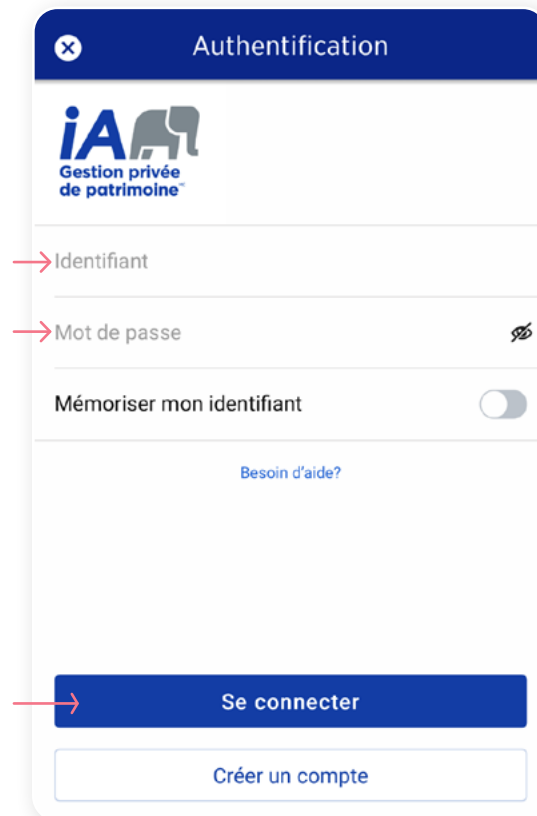 Authentification
iA
Gestion privée
de patrimoine
Identifiant
Mot de passe
Mémoriser mon identifiant
Besoin d'aide?
Se connecter
Créer un compte